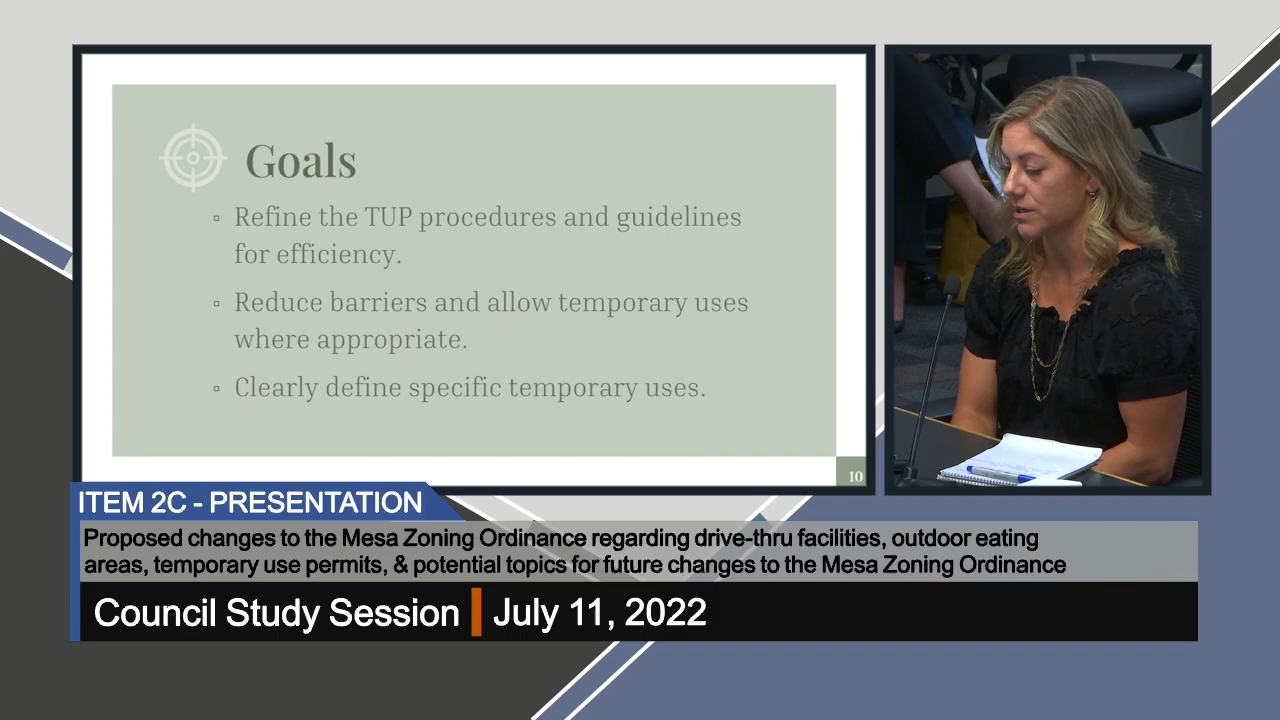 Goals
▫ Refine the TUP procedures and guidelines
for efficiency.
▫ Reduce barriers and allow temporary uses
where appropriate.
▫ Clearly define specific temporary uses.
10
ITEM 2C - PRESENTATION
Proposed changes to the Mesa Zoning Ordinance regarding drive-thru facilities, outdoor eating
areas, temporary use permits, & potential topics for future changes to the Mesa Zoning Ordinance
Council Study Session | July 11, 2022